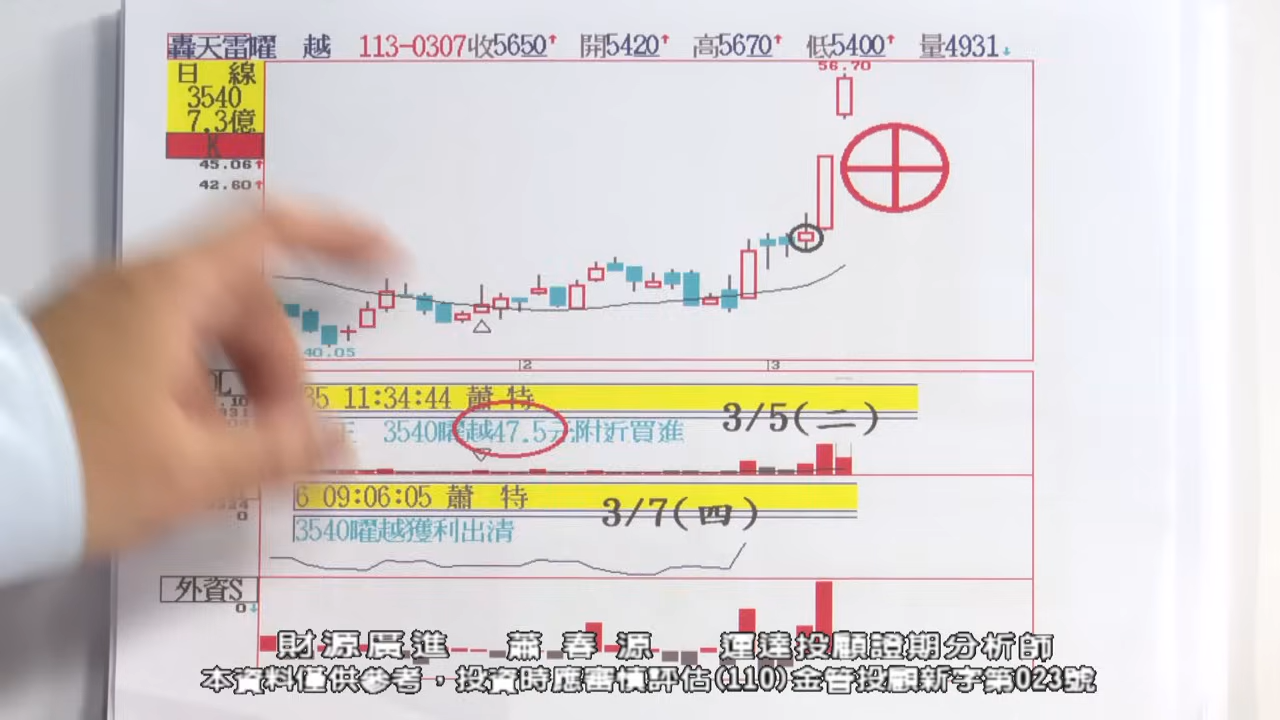 轟天雷曜 越 113-0307收5650↑ 開5420↑ 高5670↑ 低5400↑ 量4931↓
日 線
3540
7.3億
K
45.06↑
42.60↑
56.70
40.05
2 3
35 11:34:44 蕭 特
3/5(二)
3540曜越47.5元附近買進
6 09:06:05 蕭 特
3/7(四)
0
3540曜越獲利出清
外資S
0↓
財源廣進 蕭春源 運達投顧證期分析師
本資料僅供參考，投資時應審慎評估(110)金管投顧新字第023號